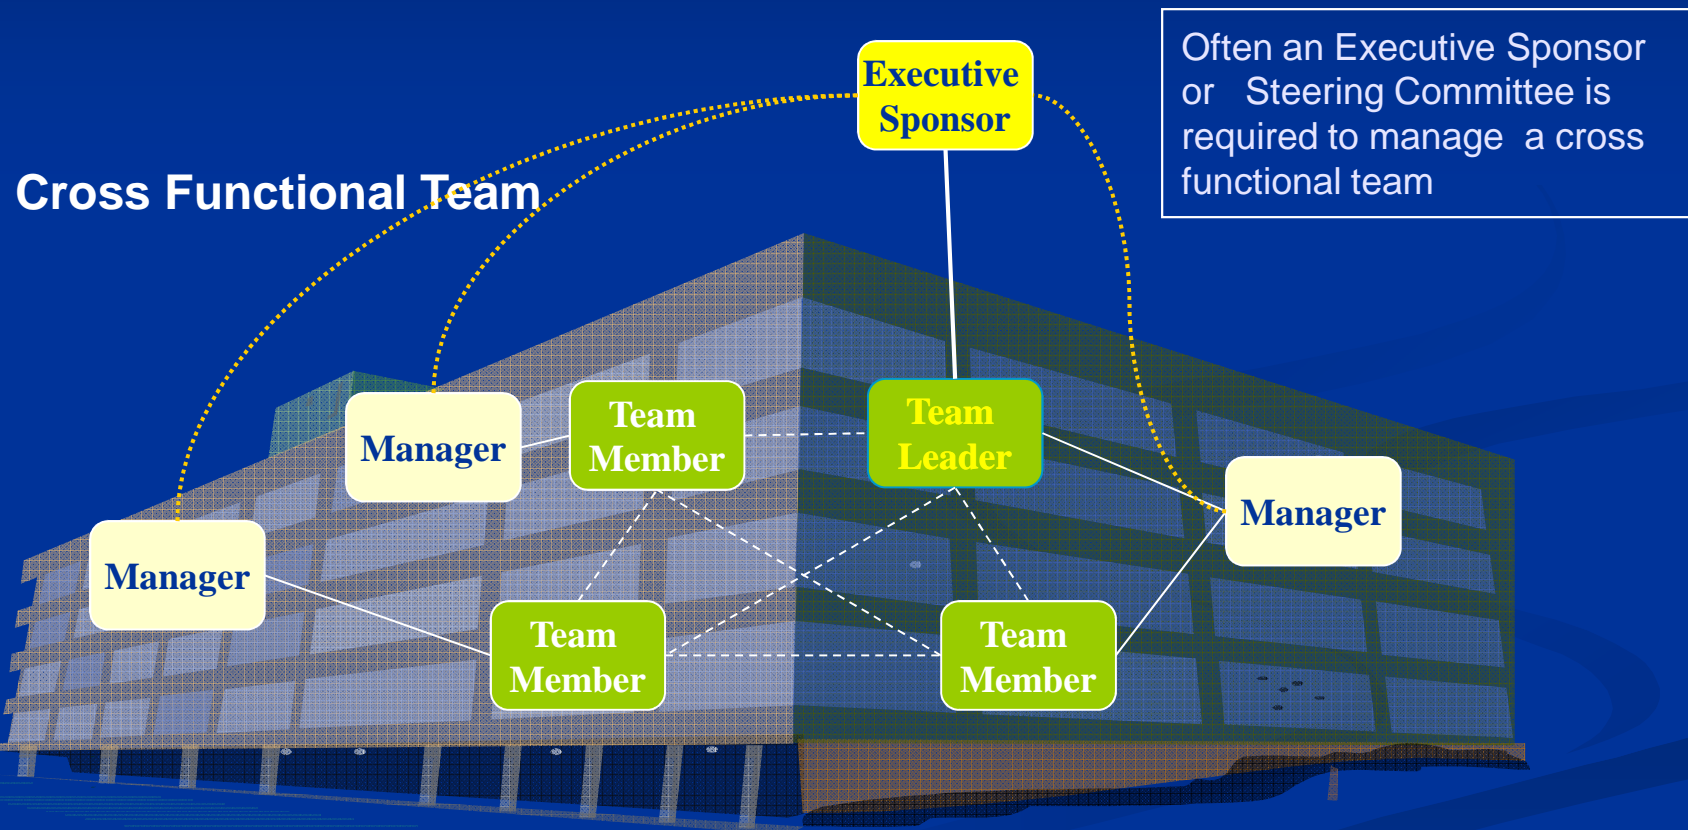 Often an Executive Sponsor
or Steering Committee is
required to manage a cross
functional team
Executive
Sponsor
Cross Functional Team
Manager
Team
Member
Team
Leader
Manager
Manager
Team
Member
Team
Member